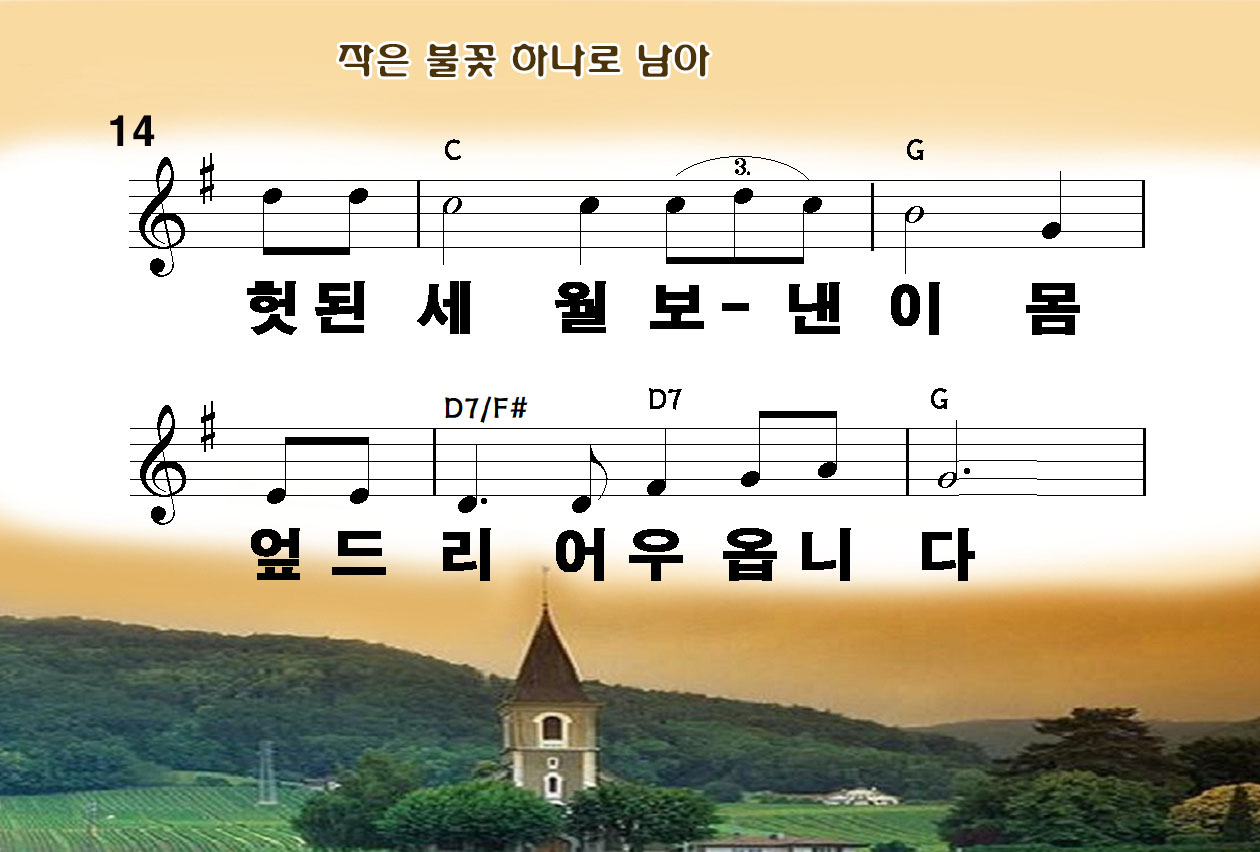 작은 불꽃 하나로 남아
14
C G
3.
헛된 세 월 보 - 낸 이 몸
D7/F# D7 G
엎드 리 어우 옵니 다